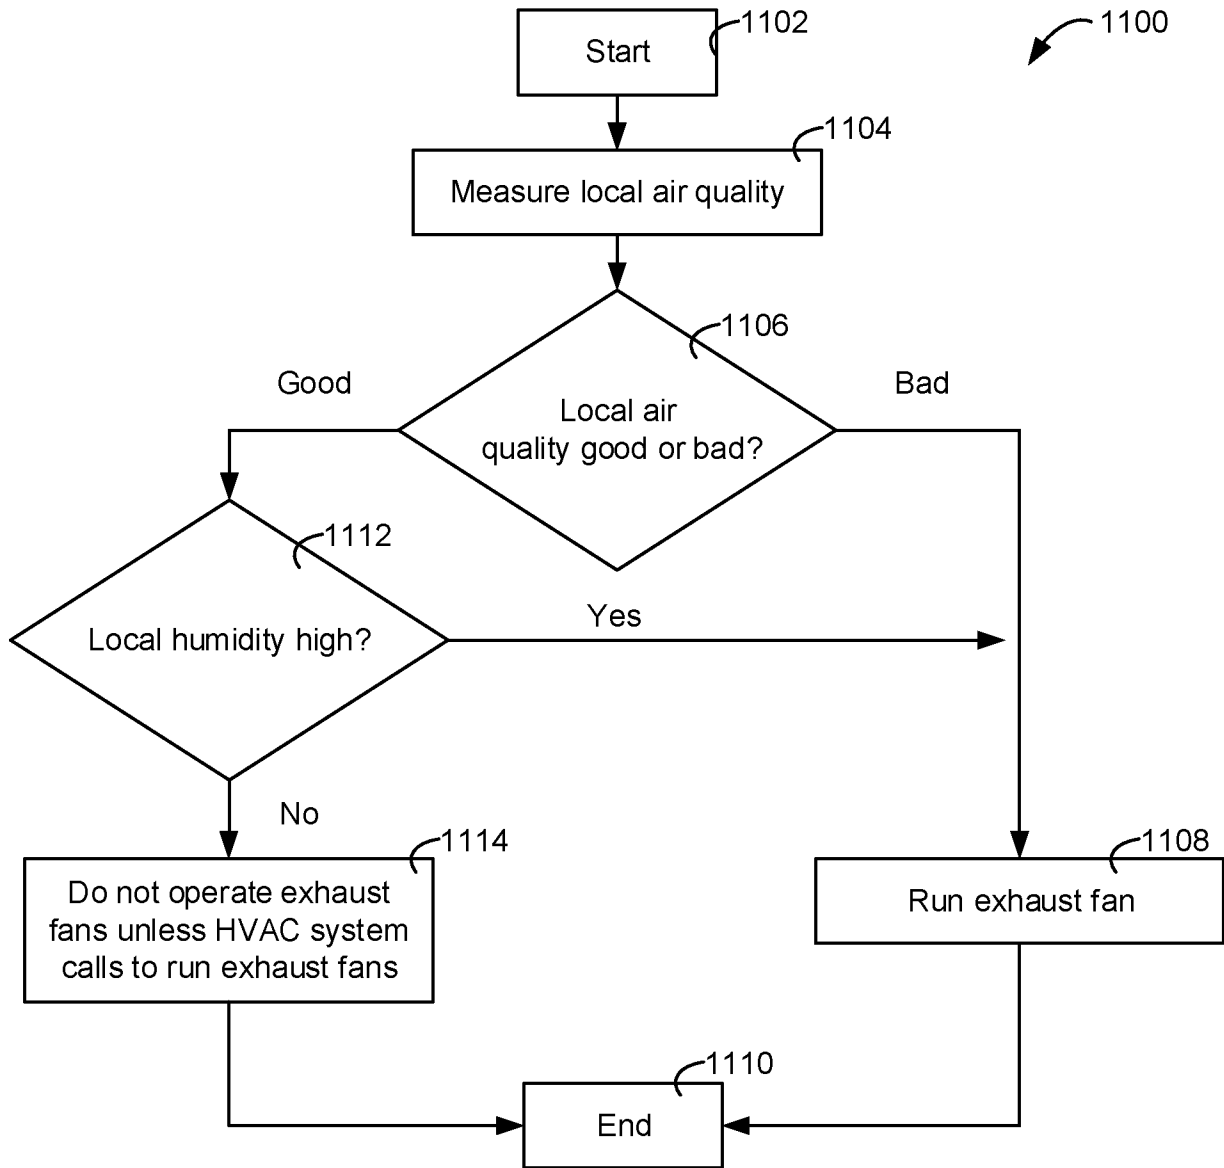 1102
1100
Start
1104
Measure local air quality
1106
Good
Bad
Local air
quality good or bad?
1112
Yes
Local humidity high?
No
1114
1108
Do not operate exhaust
fans unless HVAC system
calls to run exhaust fans
Run exhaust fan
1110
End